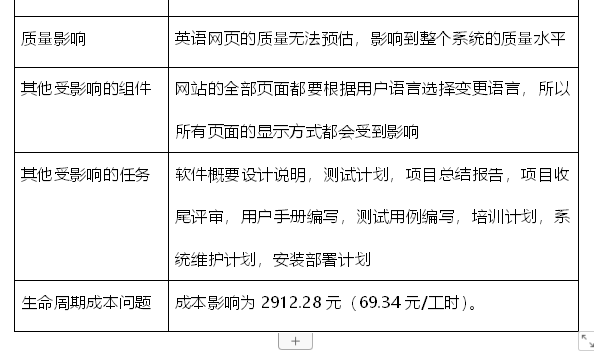 质量影响
英语网页的质量无法预估，影响到整个系统的质量水平
其他受影响的组件
网站的全部页面都要根据用户语言选择变更语言，所以
所有页面的显示方式都会受到影响
其他受影响的任务
软件概要设计说明，测试计划，项目总结报告，项目收
尾评审，用户手册编写，测试用例编写，培训计划，系
统维护计划，安装部署计划
生命周期成本问题
成本影响为 2912.28 元（69.34 元/工时）。